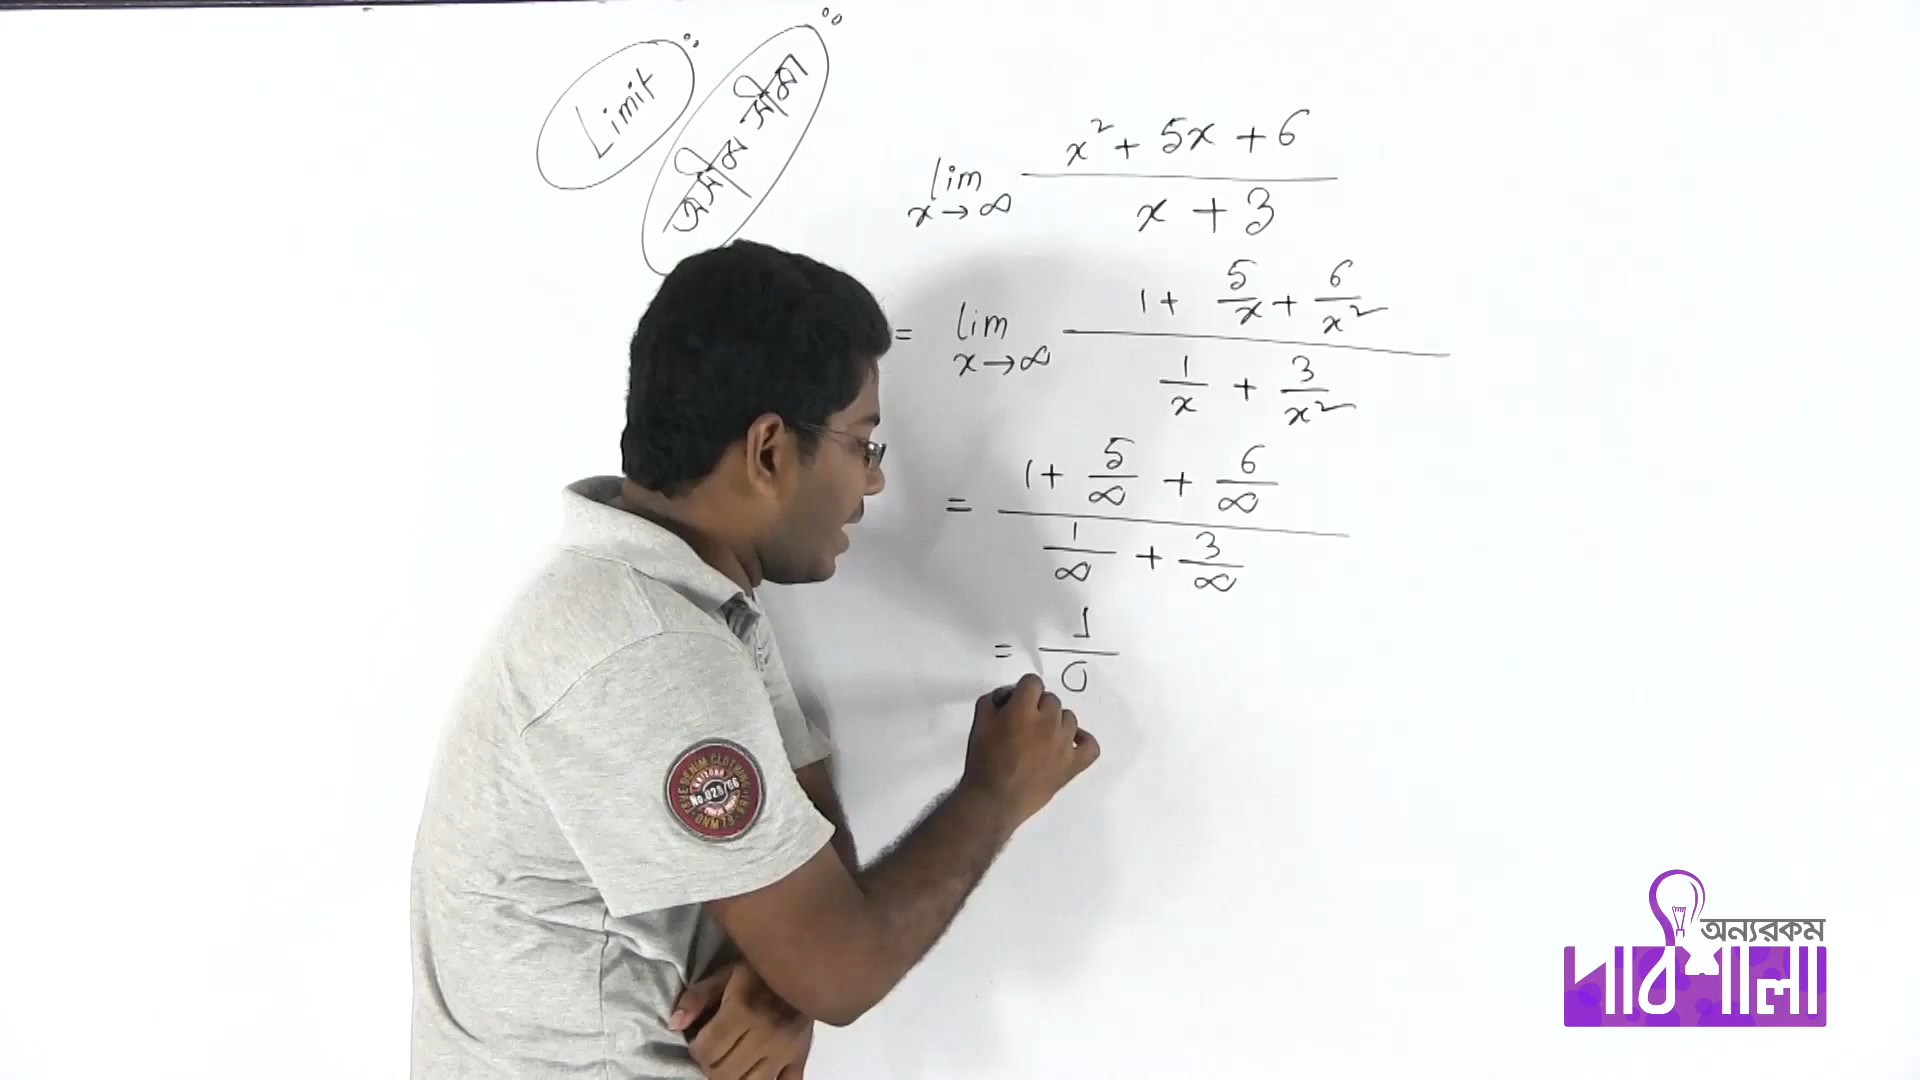 Limit
অসীম সীমা
lim x→∞ (x² + 5x + 6) / (x + 3)
= lim x→∞ (1 + 5/x + 6/x²) / (1/x + 3/x²)
= (1 + 5/∞ + 6/∞) / (1/∞ + 3/∞)
= 1/0
অন্যরকম
পাঠশালা